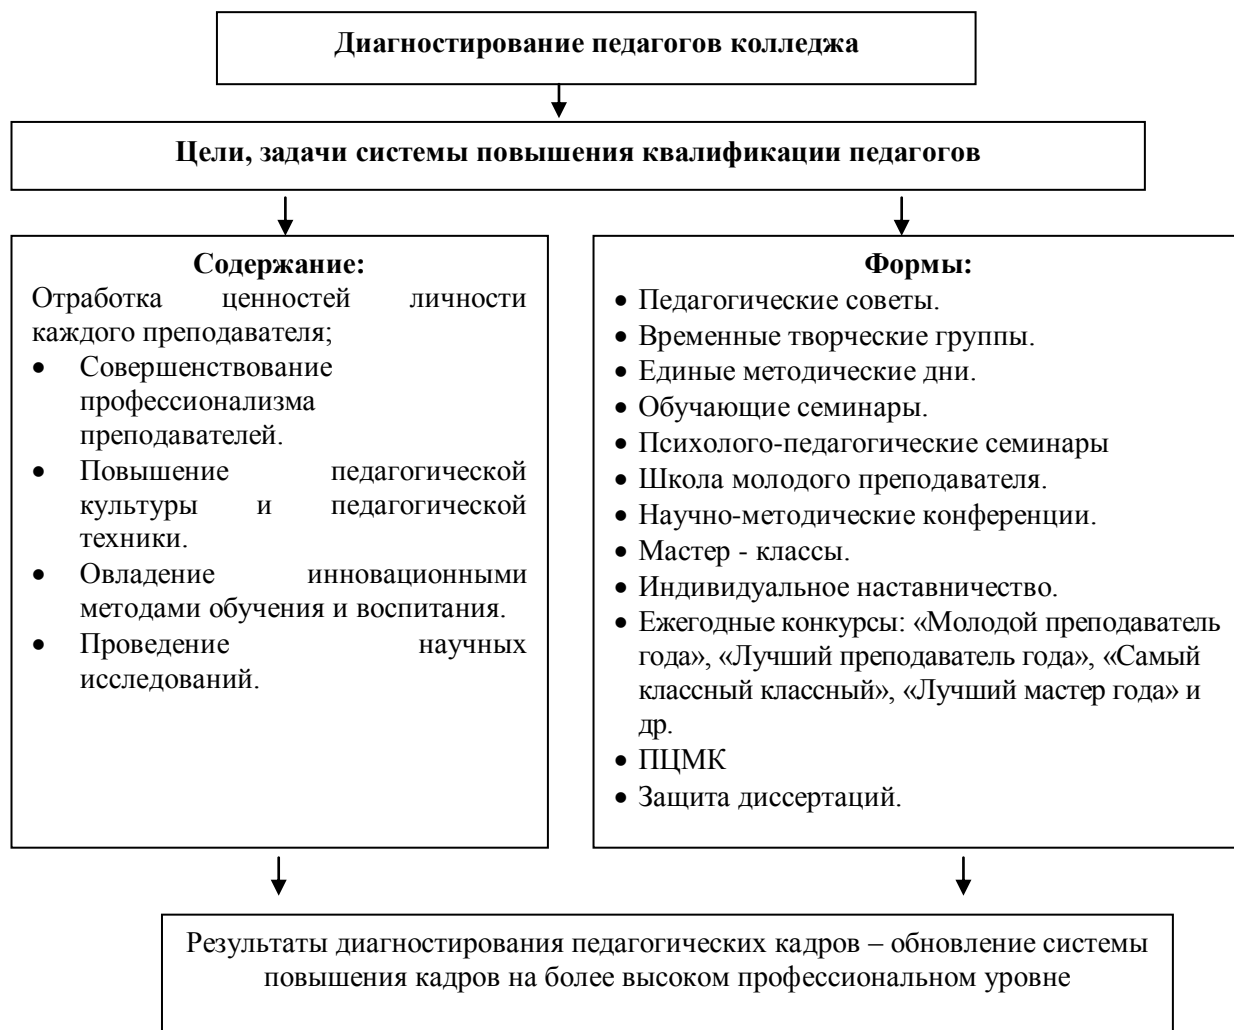 Диагностирование педагогов колледжа
Цели, задачи системы повышения квалификации педагогов
Содержание:
Отработка ценностей личности
каждого преподавателя;
• Совершенствование
профессионализма
преподавателей.
• Повышение педагогической
культуры и педагогической
техники.
• Овладение инновационными
методами обучения и воспитания.
• Проведение научных
исследований.
Формы:
• Педагогические советы.
• Временные творческие группы.
• Единые методические дни.
• Обучающие семинары.
• Психолого-педагогические семинары
• Школа молодого преподавателя.
• Научно-методические конференции.
• Мастер - классы.
• Индивидуальное наставничество.
• Ежегодные конкурсы: «Молодой преподаватель
года», «Лучший преподаватель года», «Самый
классный классный», «Лучший мастер года» и
др.
• ПЦМК
• Защита диссертаций.
Результаты диагностирования педагогических кадров – обновление системы
повышения кадров на более высоком профессиональном уровне